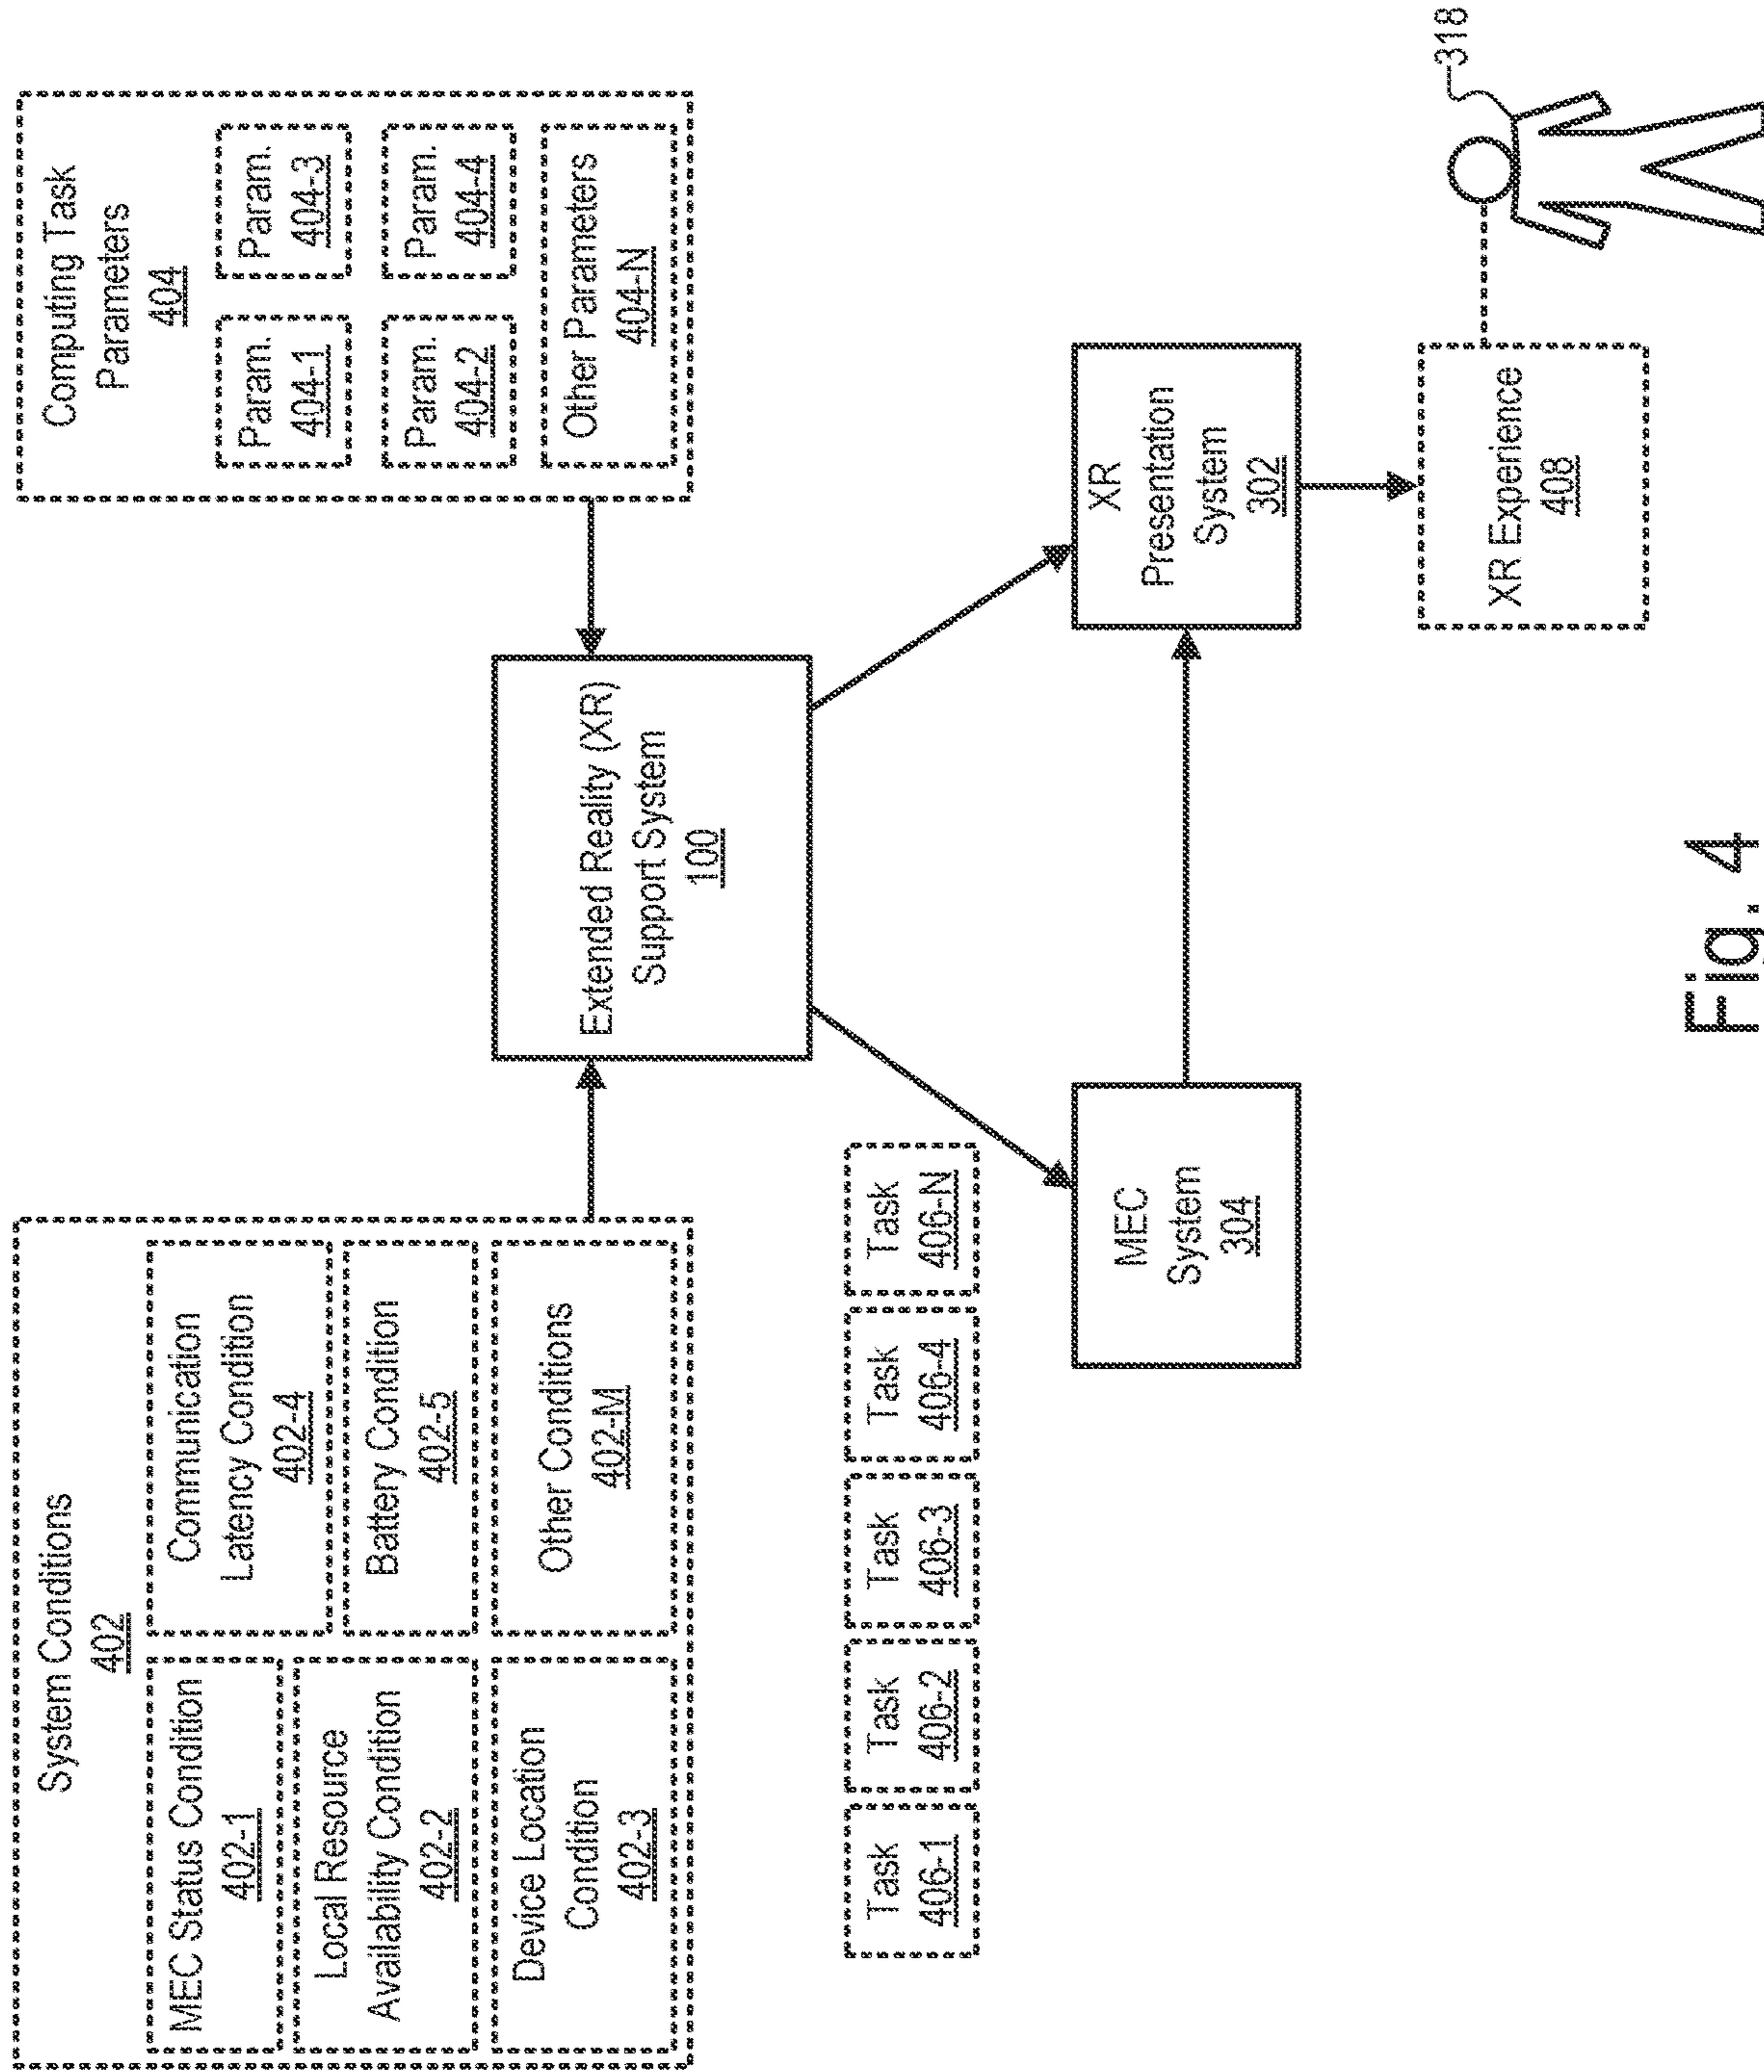 System Conditions
402
MEC Status Condition
402-1
Local Resource
Availability Condition
402-2
Device Location
Condition
402-3
Communication
Latency Condition
402-4
Battery Condition
402-5
Other Conditions
402-M
Computing Task
Parameters
404
Param.
404-1
Param.
404-2
Param.
404-3
Param.
404-4
Other Parameters
404-N
Extended Reality (XR)
Support System
100
Task
406-1
Task
406-2
Task
406-3
Task
406-4
Task
406-N
MEC
System
304
XR
Presentation
System
302
XR Experience
408
318
Fig. 4